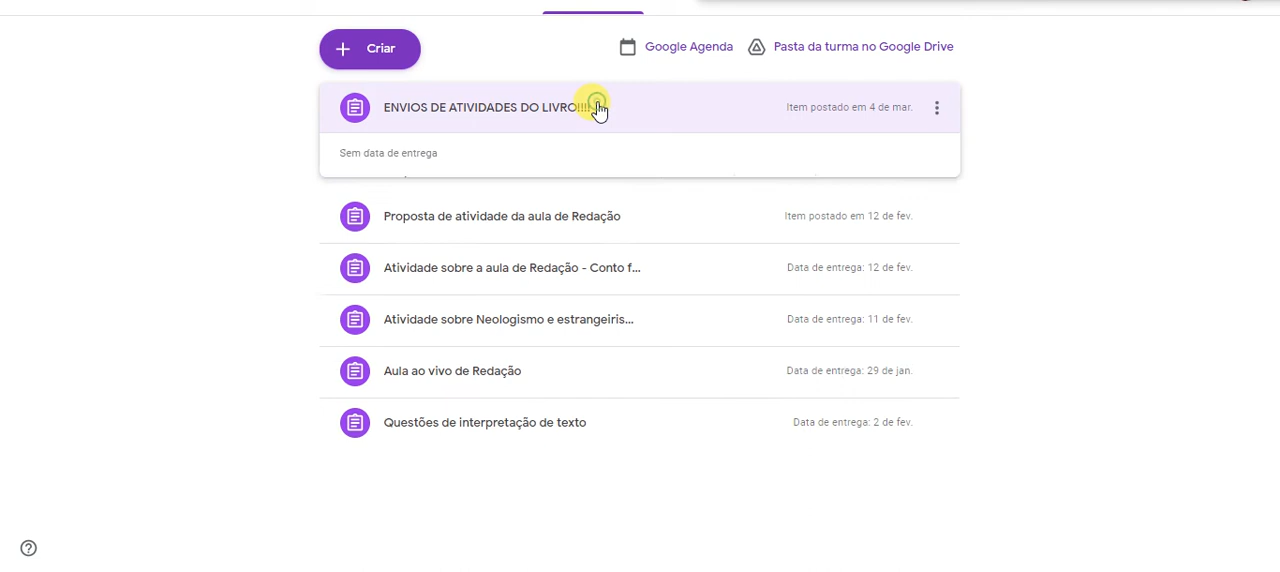 Criar
Google Agenda
Pasta da turma no Google Drive
ENVIOS DE ATIVIDADES DO LIVRO!!!!
Item postado em 4 de mar.
Sem data de entrega
Proposta de atividade da aula de Redação
Item postado em 12 de fev.
Atividade sobre a aula de Redação - Conto f...
Data de entrega: 12 de fev.
Atividade sobre Neologismo e estrangeiris...
Data de entrega: 11 de fev.
Aula ao vivo de Redação
Data de entrega: 29 de jan.
Questões de interpretação de texto
Data de entrega: 2 de fev.